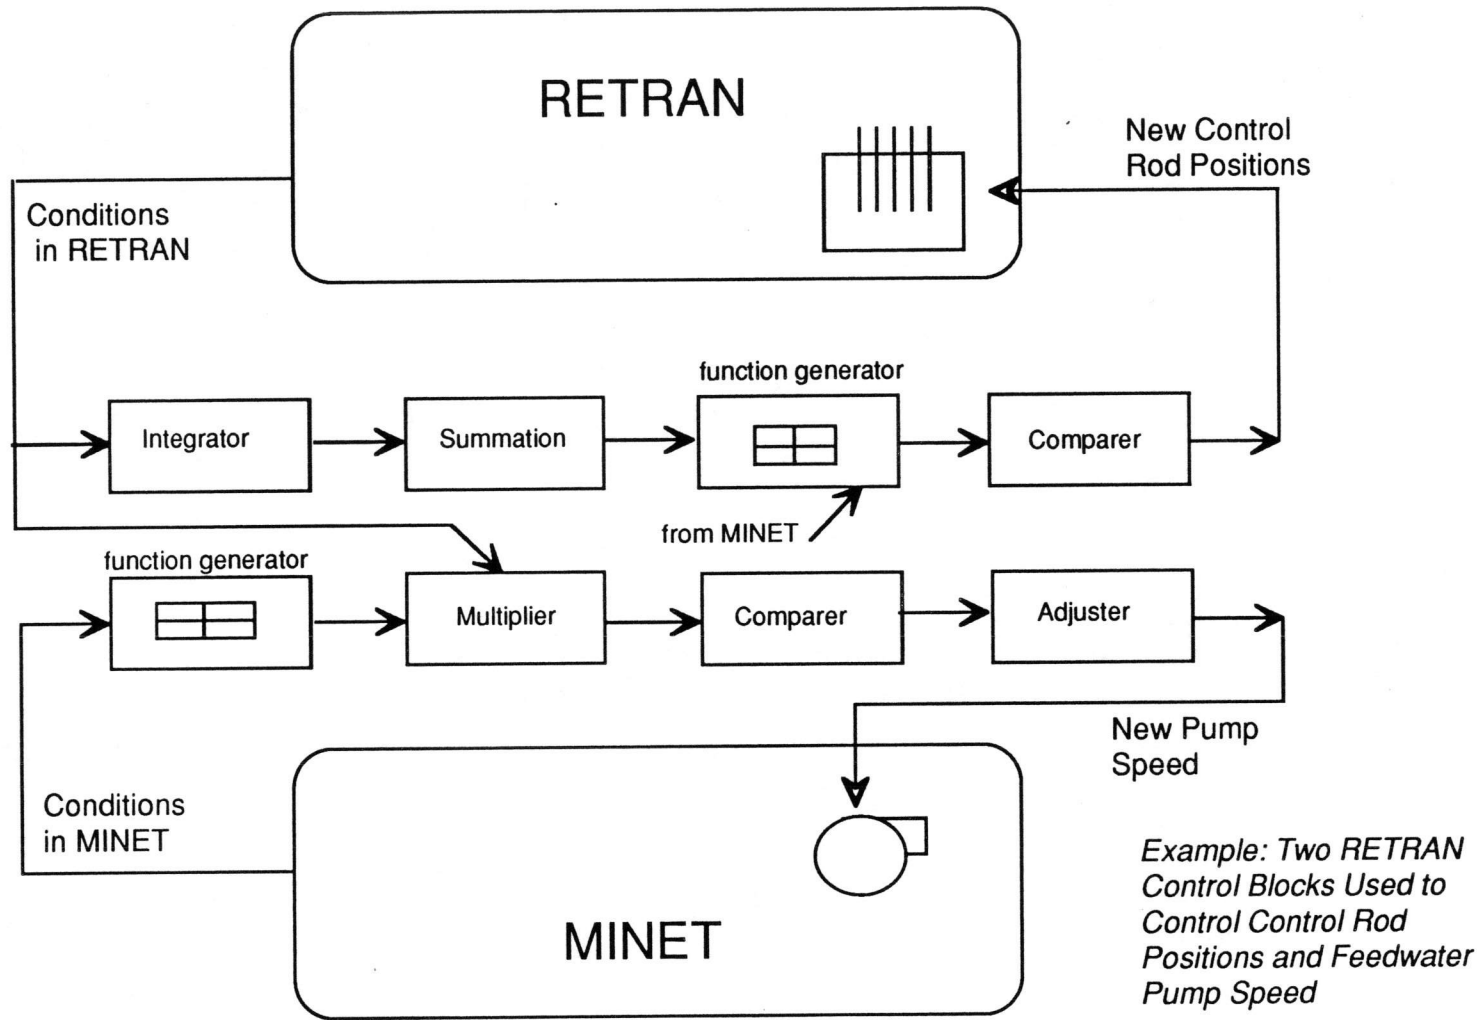 RETRAN
New Control
Rod Positions
Conditions
in RETRAN
function generator
Integrator
Summation
Comparer
from MINET
function generator
Multiplier
Comparer
Adjuster
New Pump
Speed
Conditions
in MINET
MINET
Example: Two RETRAN
Control Blocks Used to
Control Control Rod
Positions and Feedwater
Pump Speed